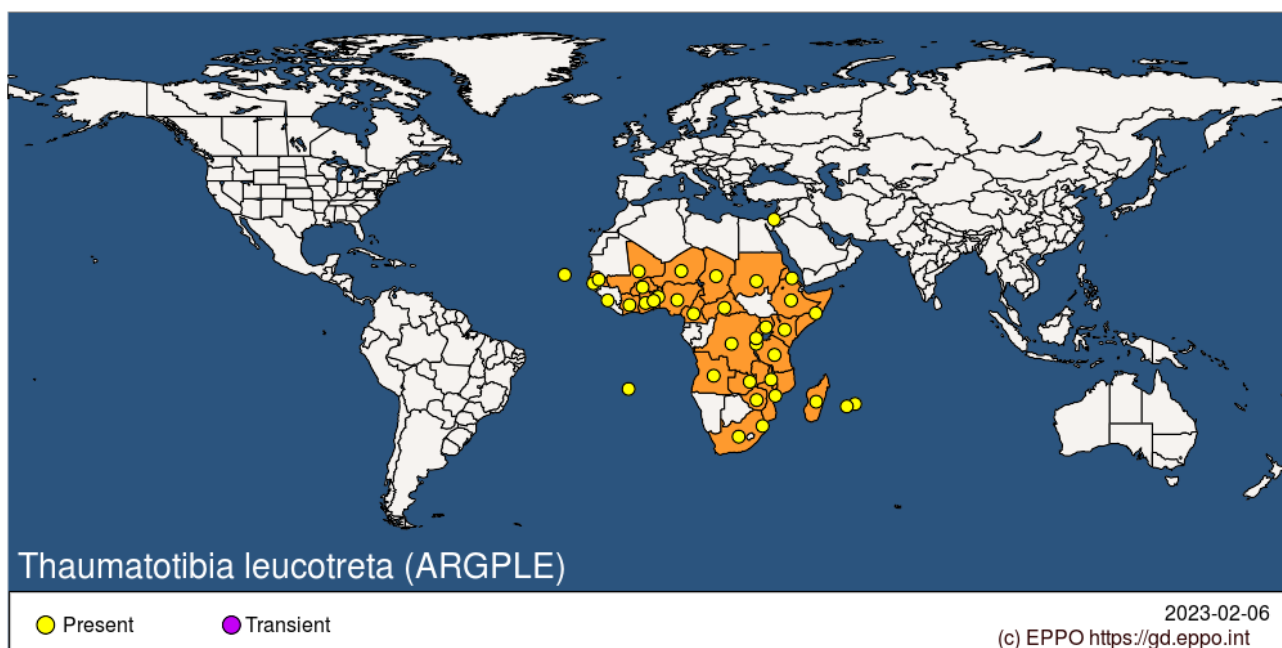 Thaumatotibia leucotreta (ARGPLE)
Present
Transient
2023-02-06
(c) EPPO https://gd.eppo.int